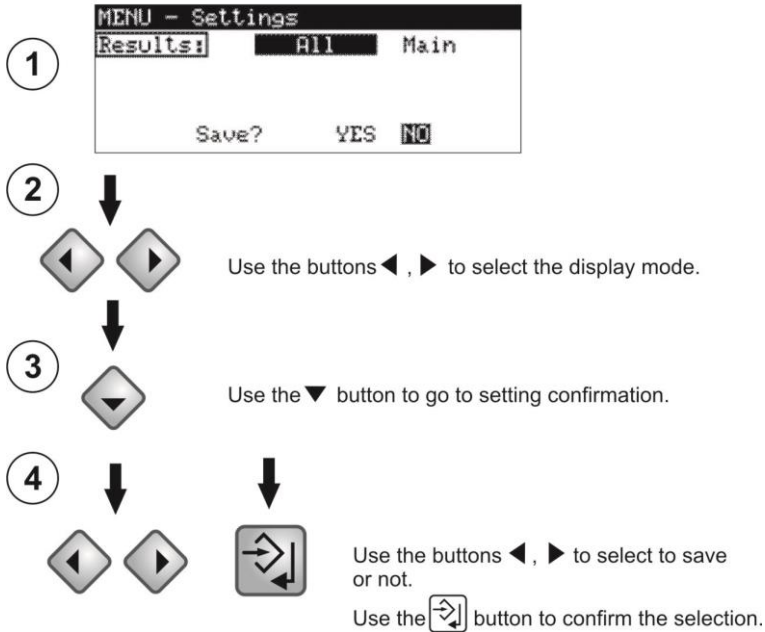 MENU - Settings
Results: All Main
Save? YES NO
1
2
Use the buttons ◀ , ▶ to select the display mode.
3
Use the ▼ button to go to setting confirmation.
4
Use the buttons ◀ , ▶ to select to save
or not.
Use the button to confirm the selection.